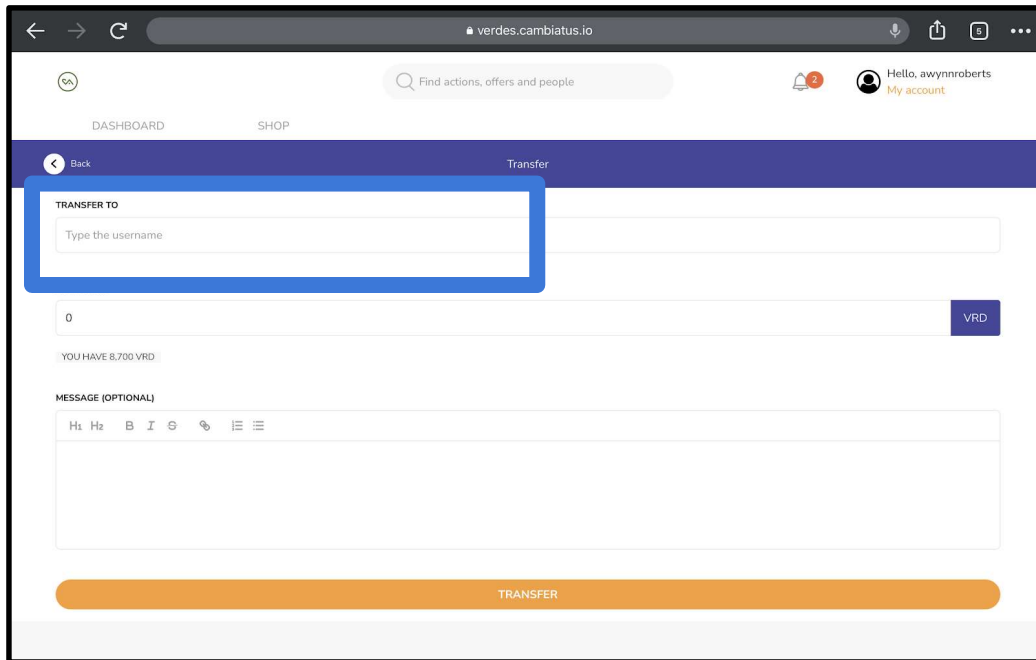 verdes.cambiatus.io
5
Find actions, offers and people
2
Hello, awynnroberts
My account
DASHBOARD SHOP
Back
Transfer
TRANSFER TO
Type the username
0
VRD
YOU HAVE 8,700 VRD
MESSAGE (OPTIONAL)
H1 H2 B I S
TRANSFER